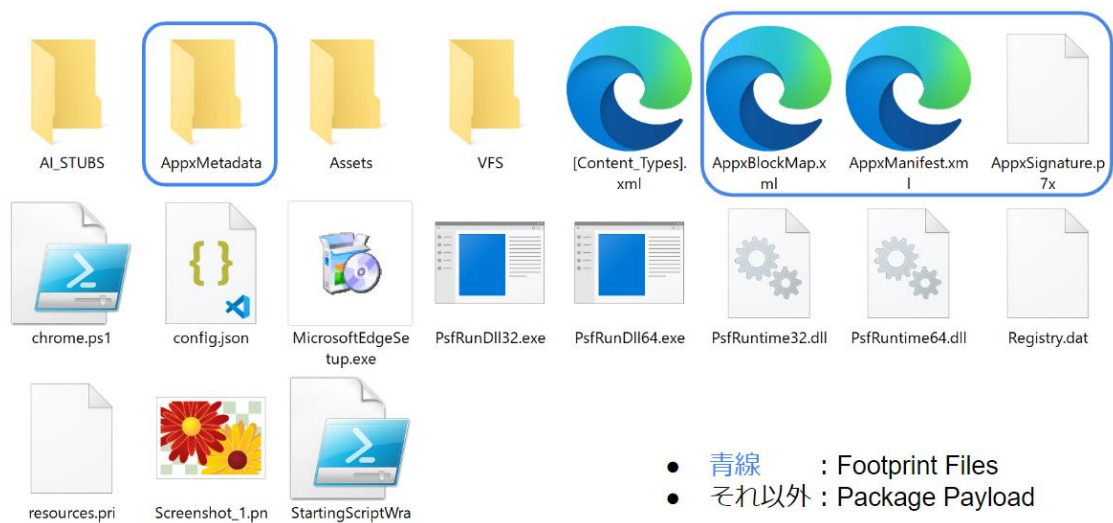 AI_STUBS
AppxMetadata
Assets
VFS
[Content_Types].
xml
AppxBlockMap.x
ml
AppxManifest.xm
l
AppxSignature.p
7x
chrome.ps1
config.json
MicrosoftEdgeSe
tup.exe
PsfRunDll32.exe
PsfRunDll64.exe
PsfRuntime32.dll
PsfRuntime64.dll
Registry.dat
resources.pri
Screenshot_1.pn
StartingScriptWra
● 青線 : Footprint Files
● それ以外 : Package Payload